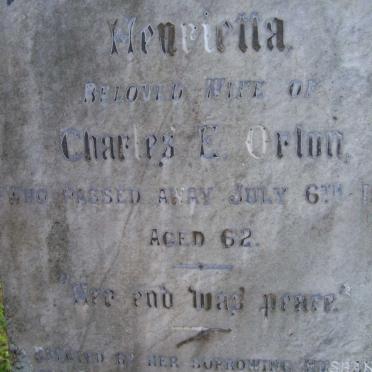 Henrietta,
BELOVED WIFE OF
Charles E. Orton,
WHO PASSED AWAY JULY 6TH
AGED 62.
"Her end was peace."
ERECTED BY HER SORROWING